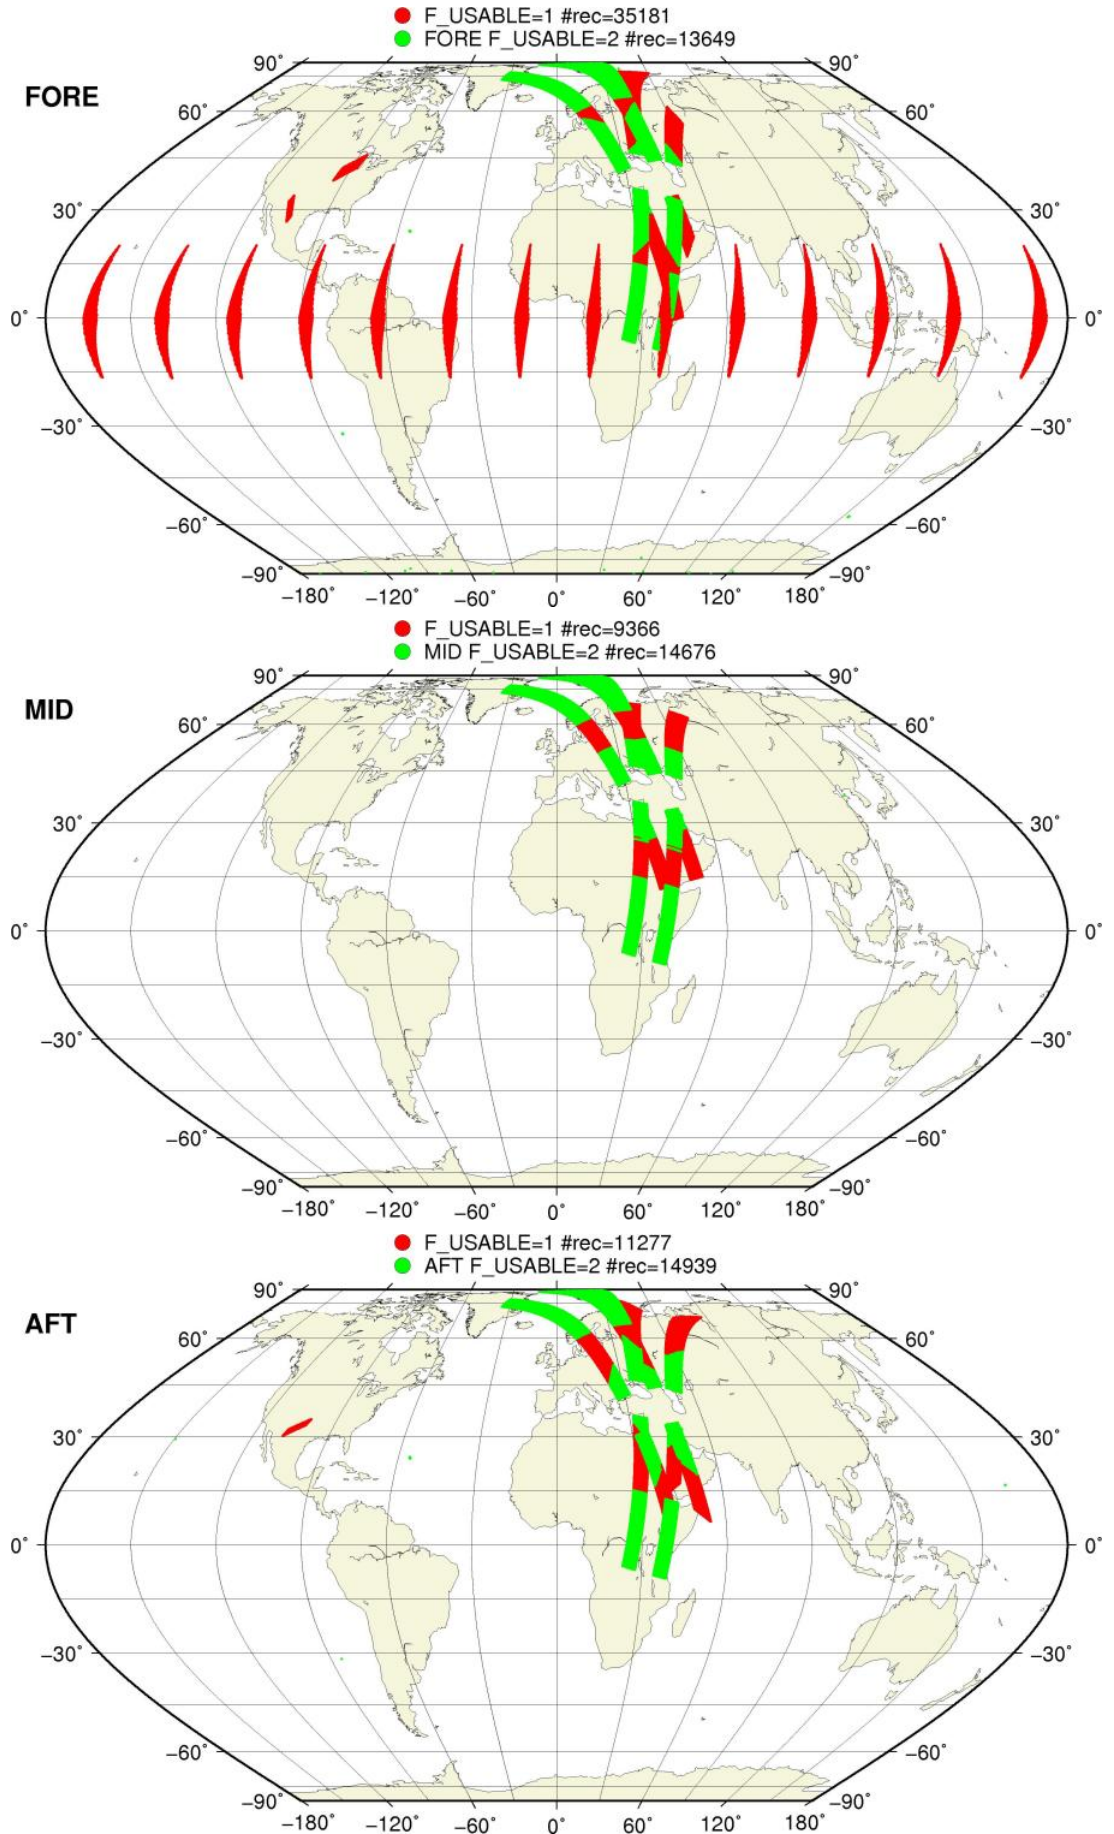 F_USABLE=1 #rec=35181
FORE F_USABLE=2 #rec=13649
FORE
90° 90°
60° 60°
30° 30°
0° 0°
−30° −30°
−60° −60°
−90° −90°
−180° −120° −60° 0° 60° 120° 180°
F_USABLE=1 #rec=9366
MID F_USABLE=2 #rec=14676
MID
90° 90°
60° 60°
30° 30°
0° 0°
−30° −30°
−60° −60°
−90° −90°
−180° −120° −60° 0° 60° 120° 180°
F_USABLE=1 #rec=11277
AFT F_USABLE=2 #rec=14939
AFT
90° 90°
60° 60°
30° 30°
0° 0°
−30° −30°
−60° −60°
−90° −90°
−180° −120° −60° 0° 60° 120° 180°